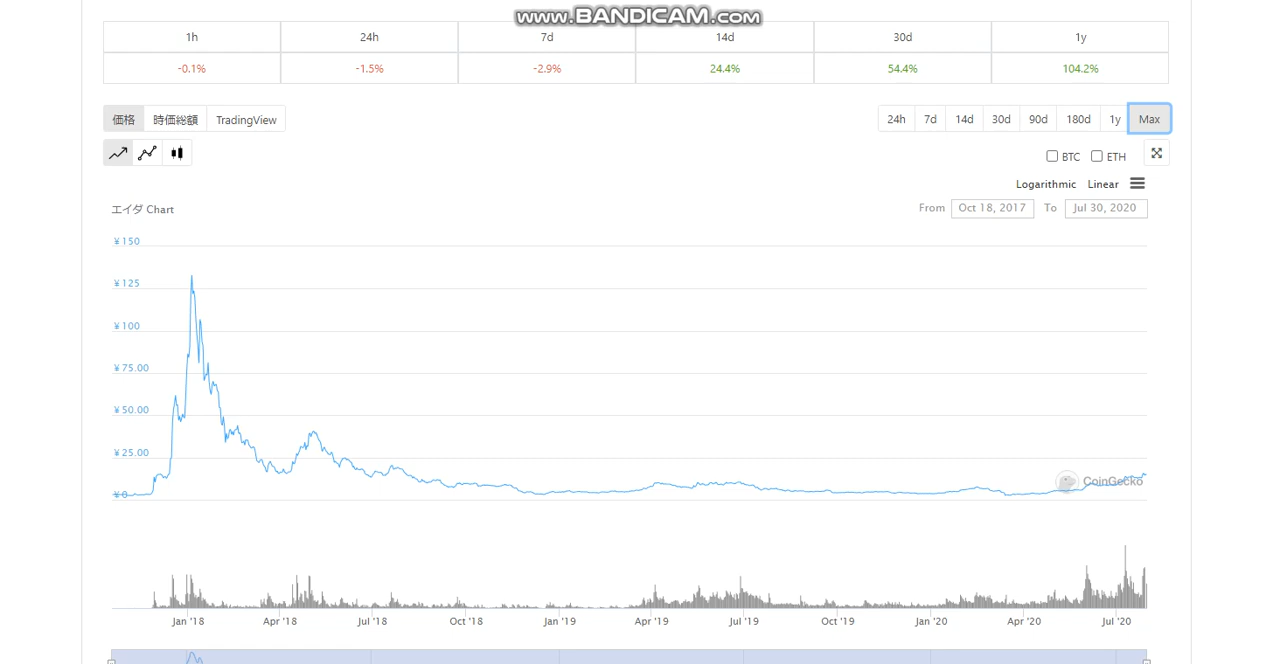 www.BANDICAM.com
1h 24h 7d 14d 30d 1y
-0.1% -1.5% -2.9% 24.4% 54.4% 104.2%
価格 時価総額 TradingView 24h 7d 14d 30d 90d 180d 1y Max
BTC ETH
Logarithmic Linear
エイダ Chart From Oct 18, 2017 To Jul 30, 2020
¥150
¥125
¥100
¥75.00
¥50.00
¥25.00
¥0
CoinGecko
Jan '18 Apr '18 Jul '18 Oct '18 Jan '19 Apr '19 Jul '19 Oct '19 Jan '20 Apr '20 Jul '20